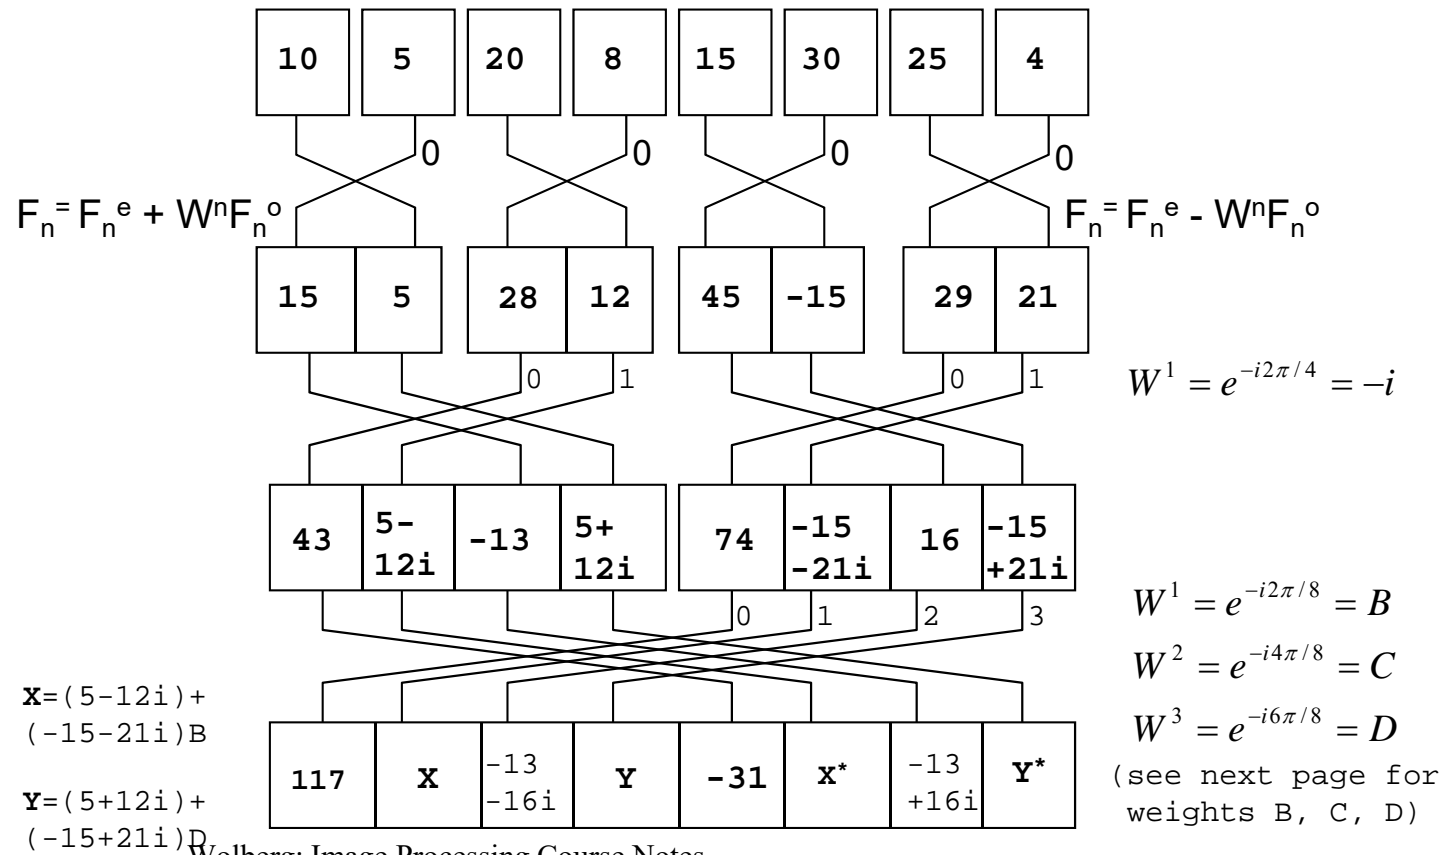 10 5 20 8 15 30 25 4
0 0 0 0
Fₙ = Fₙᵉ + WⁿFₙᵒ
Fₙ = Fₙᵉ - WⁿFₙᵒ
15 5 28 12 45 -15 29 21
0 1 0 1
W¹ = e^{-i2π/4} = -i
43 5-12i -13 5+12i 74 -15-21i 16 -15+21i
0 1 2 3
W¹ = e^{-i2π/8} = B
W² = e^{-i4π/8} = C
W³ = e^{-i6π/8} = D
(see next page for
weights B, C, D)
X=(5-12i)+
(-15-21i)B
Y=(5+12i)+
(-15+21i)D
117 X -13-16i Y -31 X* -13+16i Y*
Wolberg: Image Processing Course Notes